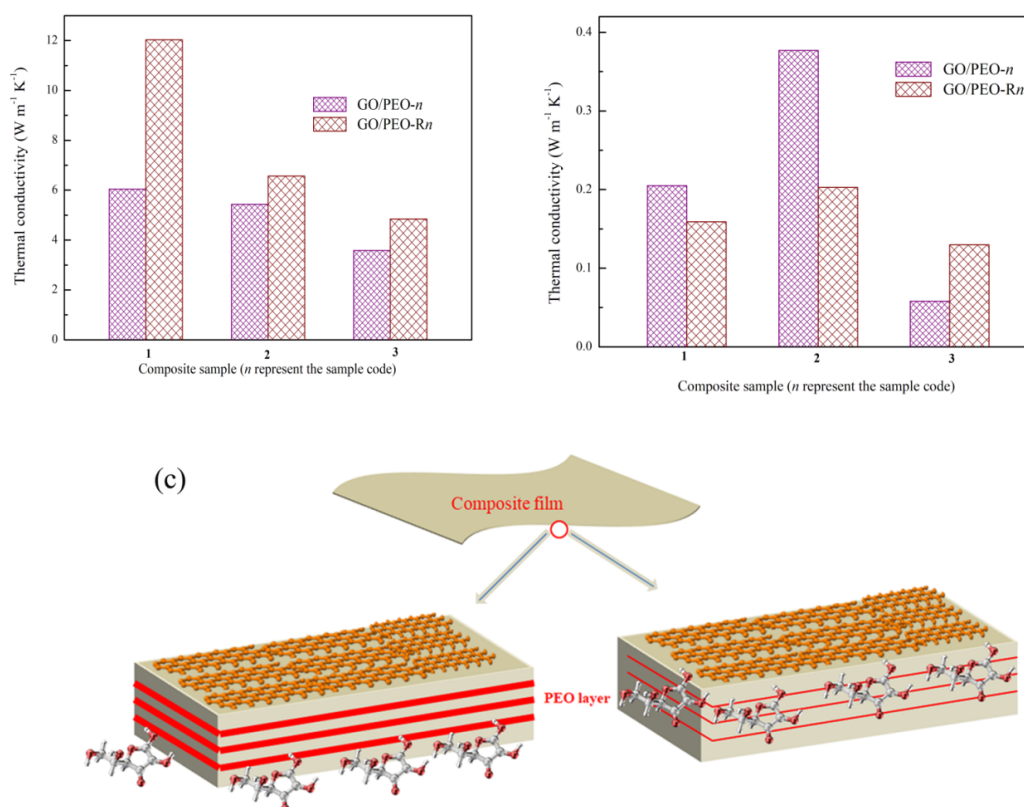 Thermal conductivity (W m⁻¹ K⁻¹)
12
10
8
6
4
2
0
GO/PEO-n
GO/PEO-Rn
1 2 3
Composite sample (n represent the sample code)
Thermal conductivity (W m⁻¹ K⁻¹)
0.4
0.3
0.2
0.1
0.0
GO/PEO-n
GO/PEO-Rn
1 2 3
Composite sample (n represent the sample code)
(c)
Composite film
PEO layer